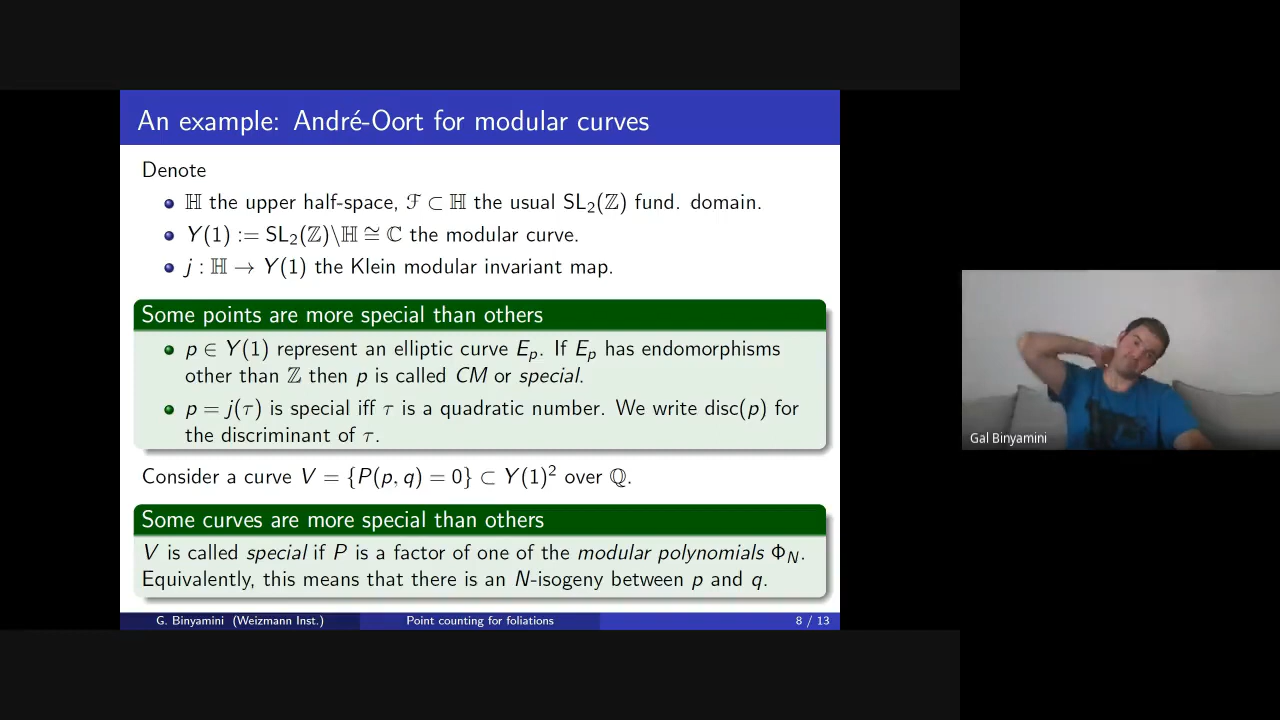 An example: André-Oort for modular curves
Denote
ℍ the upper half-space, ℱ ⊂ ℍ the usual SL₂(ℤ) fund. domain.
Y(1) := SL₂(ℤ)\ℍ ≅ ℂ the modular curve.
j : ℍ → Y(1) the Klein modular invariant map.
Some points are more special than others
p ∈ Y(1) represent an elliptic curve Eₚ. If Eₚ has endomorphisms
other than ℤ then p is called CM or special.
p = j(τ) is special iff τ is a quadratic number. We write disc(p) for
the discriminant of τ.
Consider a curve V = {P(p, q) = 0} ⊂ Y(1)² over ℚ.
Some curves are more special than others
V is called special if P is a factor of one of the modular polynomials Φ_N.
Equivalently, this means that there is an N-isogeny between p and q.
G. Binyamini (Weizmann Inst.) Point counting for foliations 8 / 13
Gal Binyamini